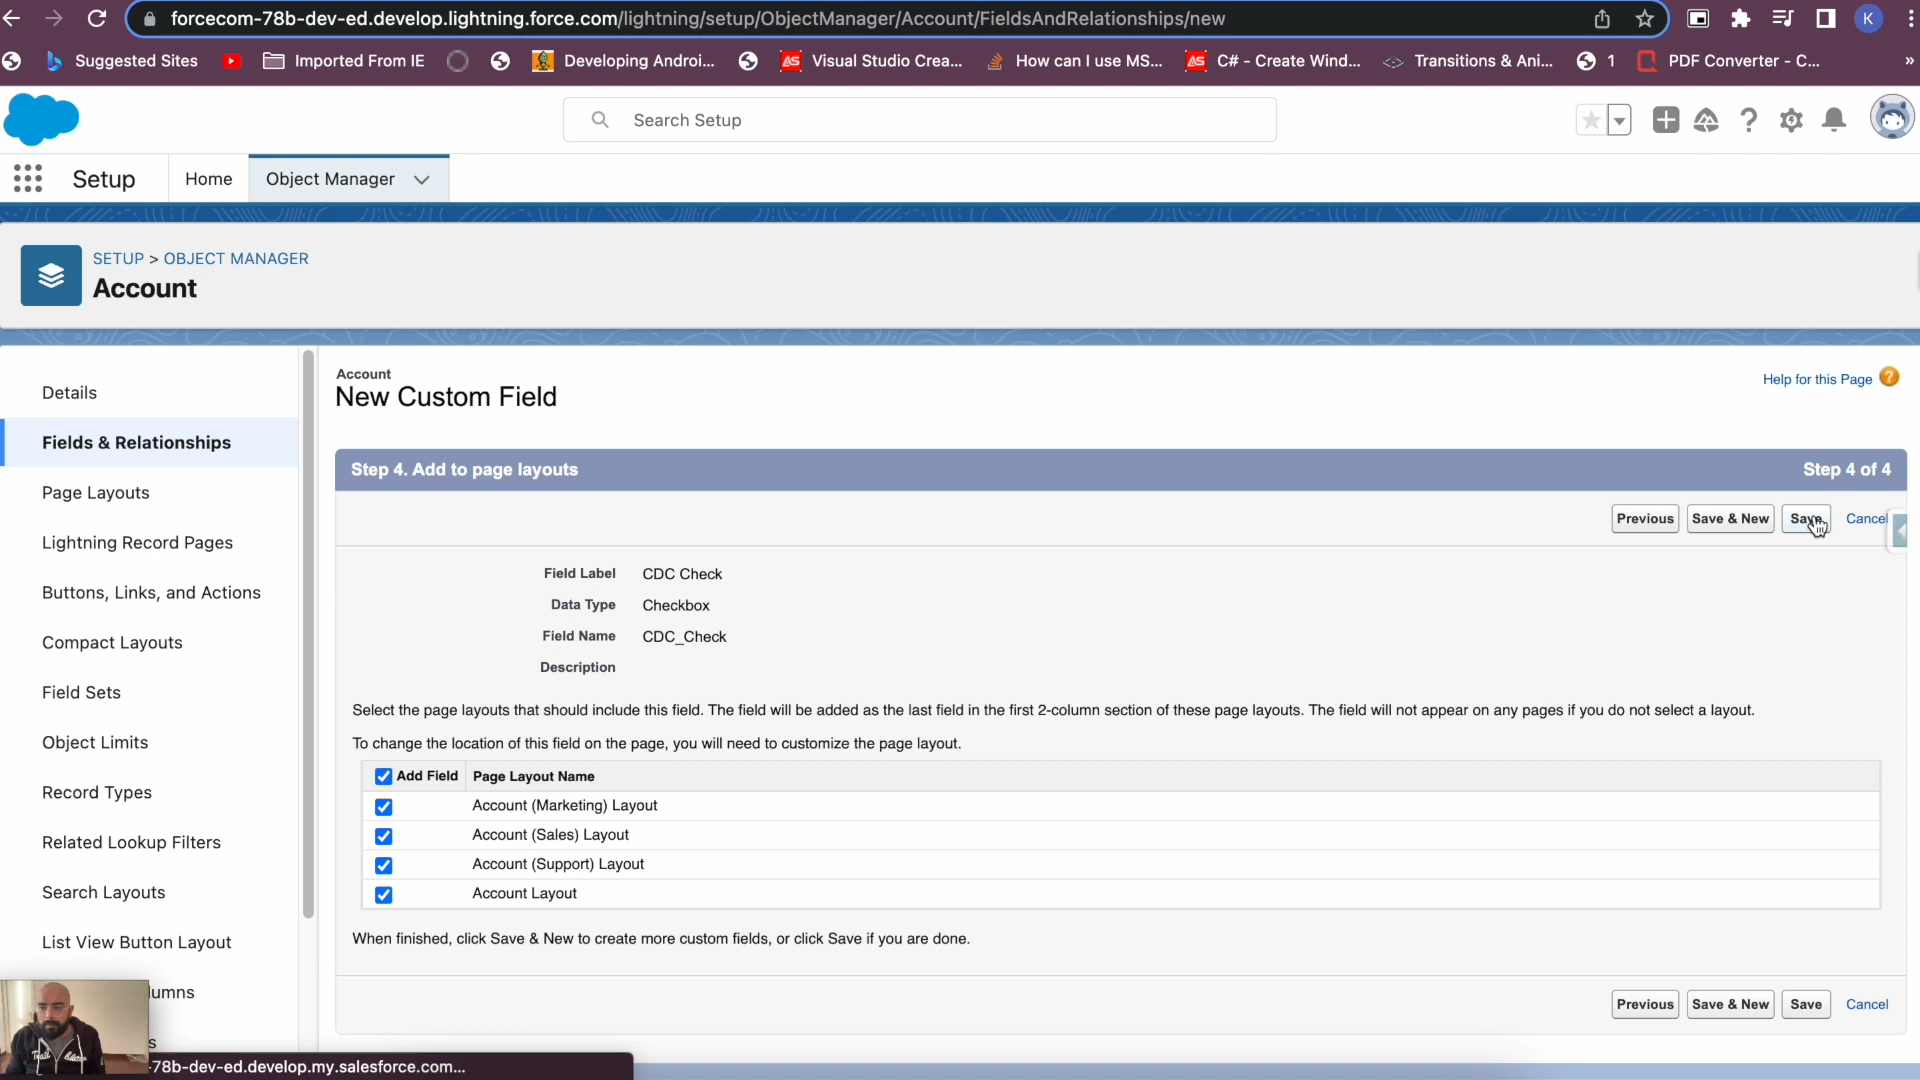 forcecom-78b-dev-ed.develop.lightning.force.com/lightning/setup/ObjectManager/Account/FieldsAndRelationships/new
K
Suggested Sites
Imported From IE
Developing Androi...
Visual Studio Crea...
How can I use MS...
C# - Create Wind...
Transitions & Ani...
1
PDF Converter - C...
»
Search Setup
Setup
Home
Object Manager
SETUP > OBJECT MANAGER
Account
Details
Fields & Relationships
Page Layouts
Lightning Record Pages
Buttons, Links, and Actions
Compact Layouts
Field Sets
Object Limits
Record Types
Related Lookup Filters
Search Layouts
List View Button Layout
Account
New Custom Field
Help for this Page
Step 4. Add to page layouts
Step 4 of 4
Previous
Save & New
Save
Cancel
Field Label CDC Check
Data Type Checkbox
Field Name CDC_Check
Description
Select the page layouts that should include this field. The field will be added as the last field in the first 2-column section of these page layouts. The field will not appear on any pages if you do not select a layout.
To change the location of this field on the page, you will need to customize the page layout.
Add Field Page Layout Name
Account (Marketing) Layout
Account (Sales) Layout
Account (Support) Layout
Account Layout
When finished, click Save & New to create more custom fields, or click Save if you are done.
Previous
Save & New
Save
Cancel
-78b-dev-ed.develop.my.salesforce.com...